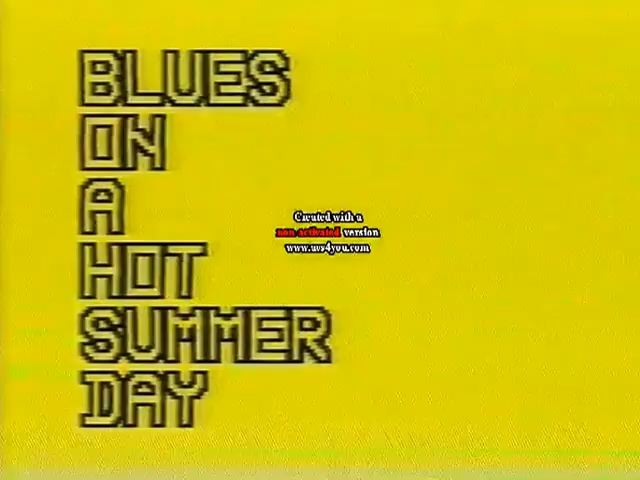 BLUES
ON
A
HOT
SUMMER
DAY
Created with a
non-activated version
www.avs4you.com